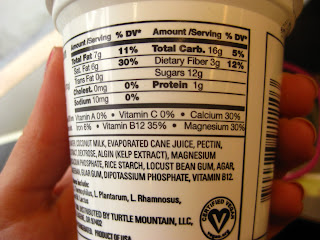 Amount/Serving % DV* Amount /Serving % DV*
Total Fat 7g 11% Total Carb. 16g 5%
Sat. Fat 6g 30% Dietary Fiber 3g 12%
Trans Fat 0g Sugars 12g
Cholest. 0mg 0% Protein 1g
Sodium 10mg 0%
Vitamin A 0% • Vitamin C 0% • Calcium 30%
Iron 6% • Vitamin B12 35% • Magnesium 30%
COCONUT MILK, EVAPORATED CANE JUICE, PECTIN,
DEXTROSE, ALGIN (KELP EXTRACT), MAGNESIUM
PHOSPHATE, RICE STARCH, LOCUST BEAN GUM, AGAR,
GUAR GUM, DIPOTASSIUM PHOSPHATE, VITAMIN B12.
L. Plantarum, L. Rhamnosus,
DISTRIBUTED BY TURTLE MOUNTAIN, LLC,
OR 97402
PRODUCT OF USA
CERTIFIED VEGAN